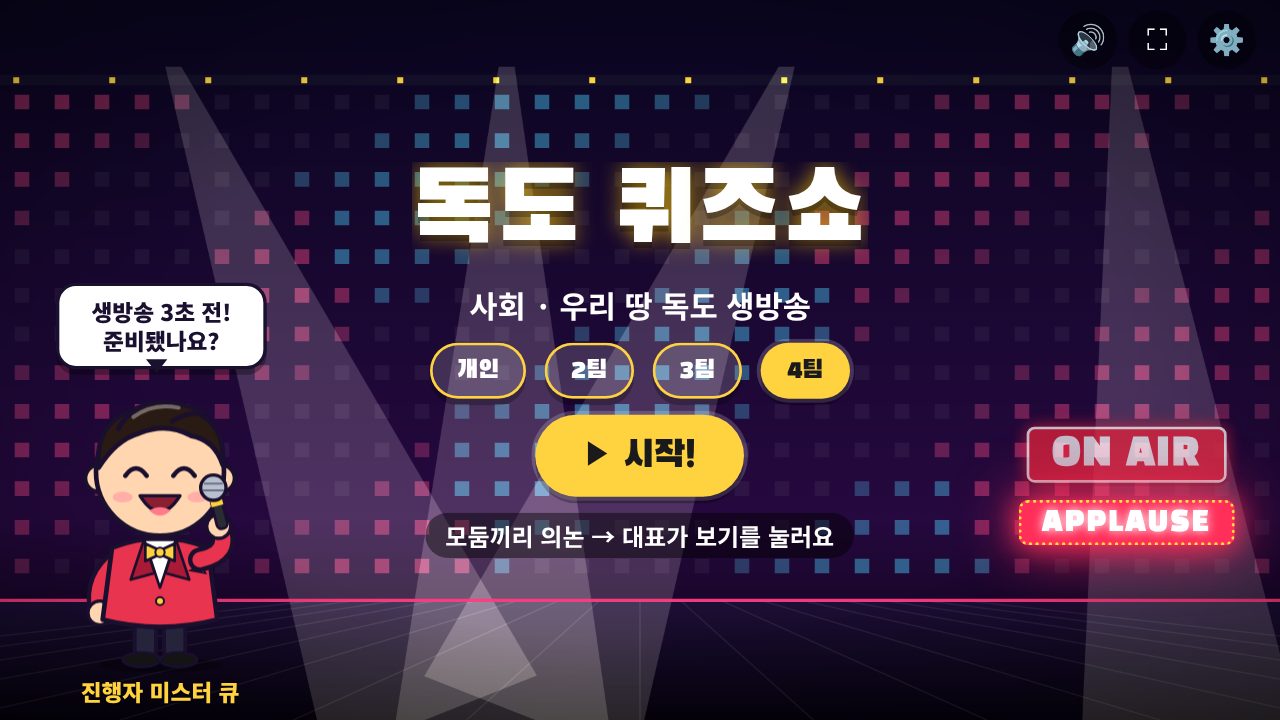 독도 퀴즈쇼
사회 · 우리 땅 독도 생방송
생방송 3초 전!
준비됐나요?
개인
2팀
3팀
4팀
▶ 시작!
ON AIR
APPLAUSE
모둠끼리 의논 → 대표가 보기를 눌러요
진행자 미스터 큐